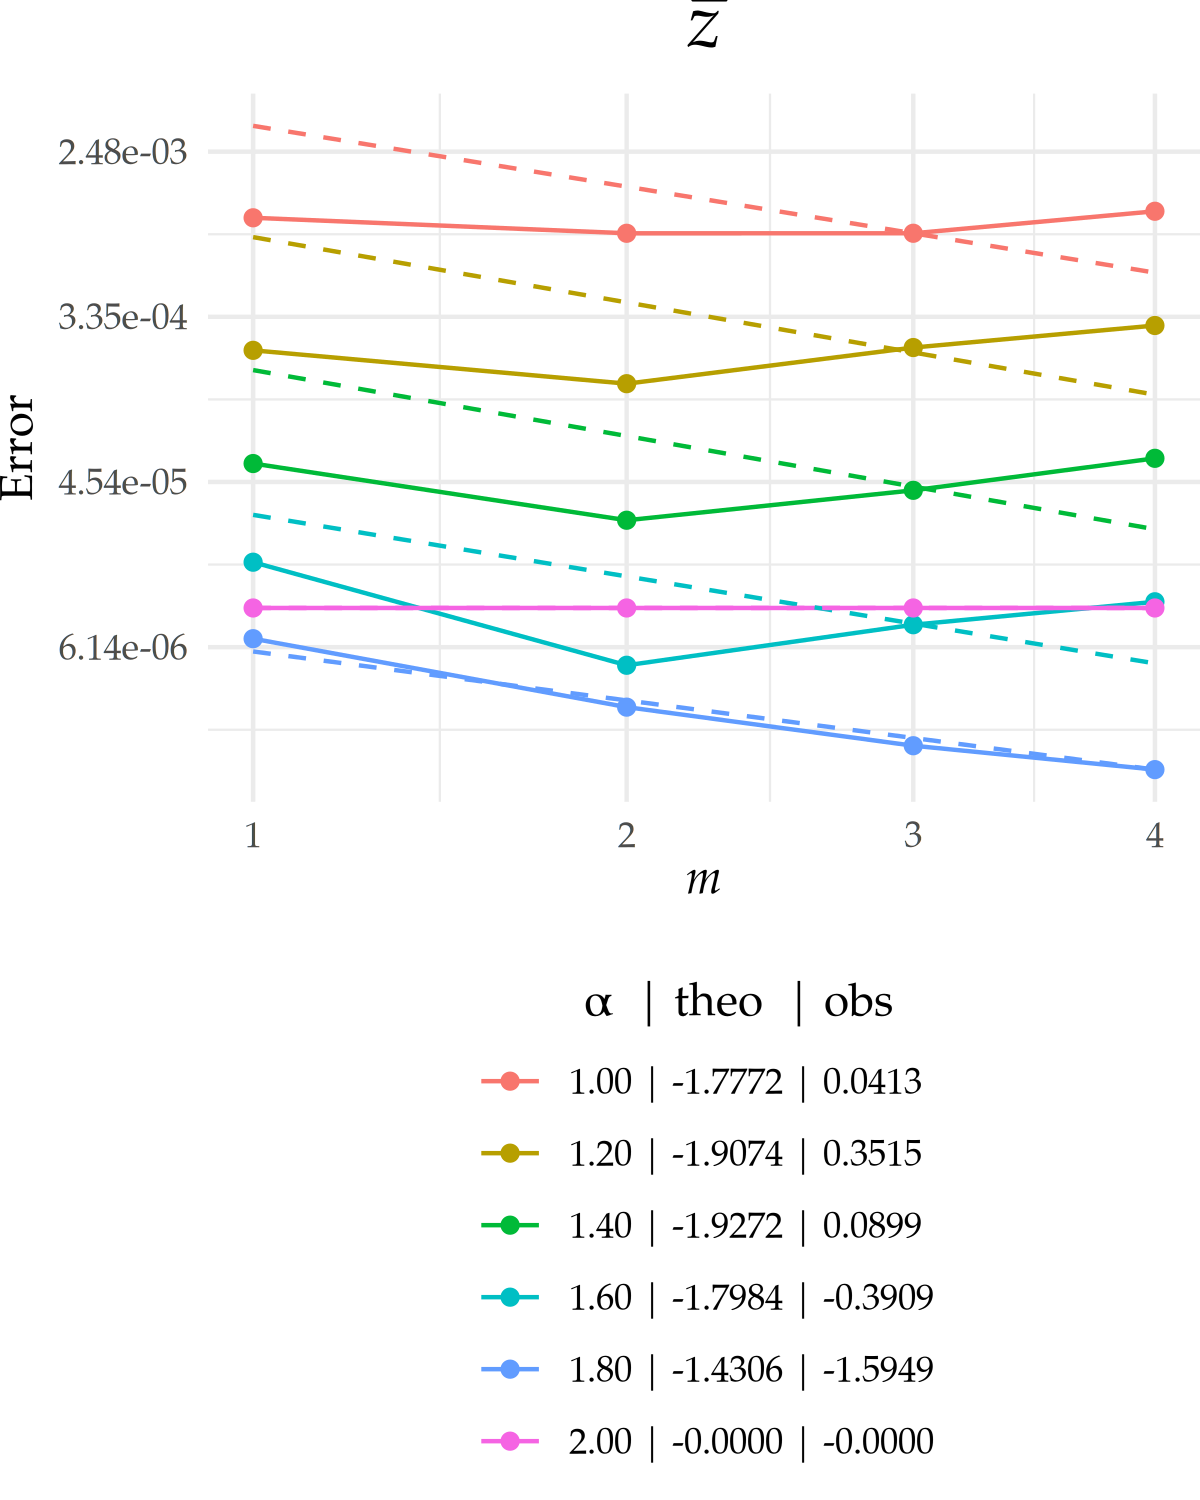 z̅
2.48e-03
3.35e-04
4.54e-05
6.14e-06
Error
1 2 3 4
m
α | theo | obs
1.00 | -1.7772 | 0.0413
1.20 | -1.9074 | 0.3515
1.40 | -1.9272 | 0.0899
1.60 | -1.7984 | -0.3909
1.80 | -1.4306 | -1.5949
2.00 | -0.0000 | -0.0000